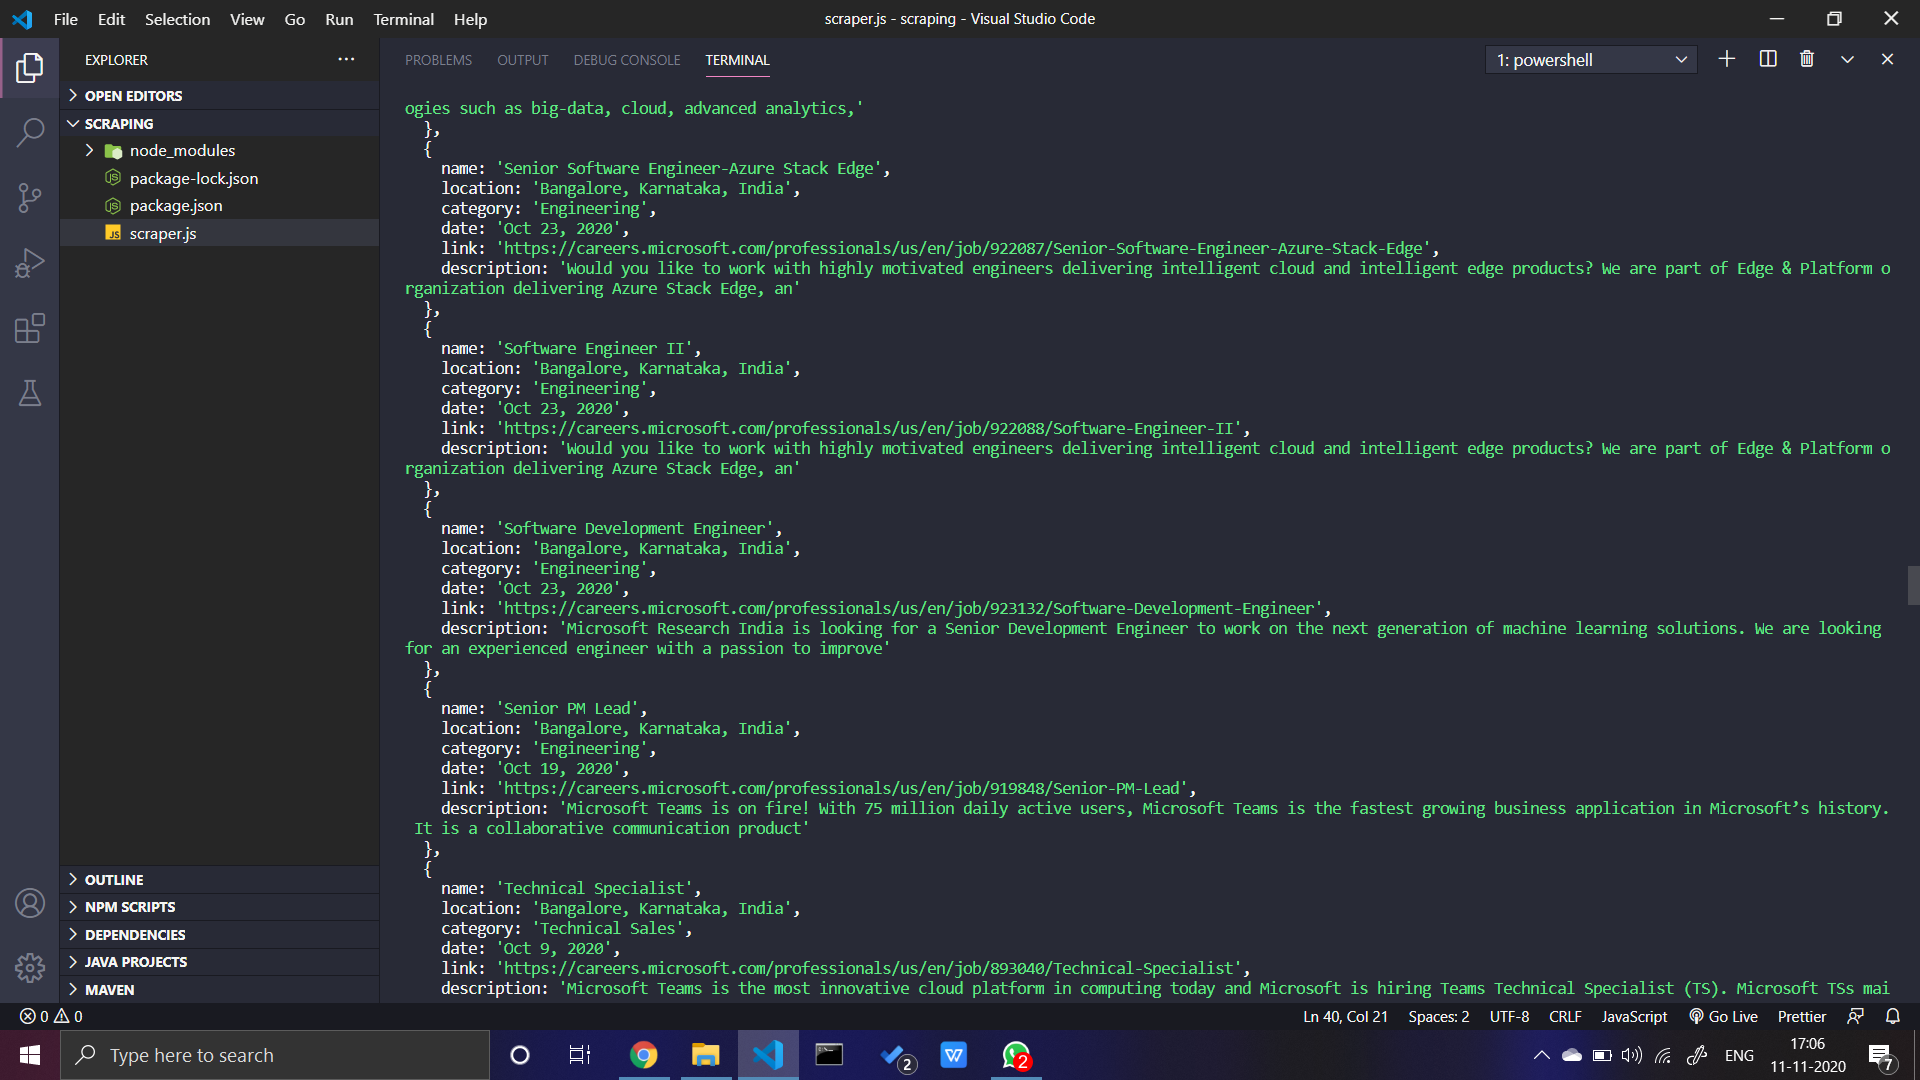 File Edit Selection View Go Run Terminal Help
scraper.js - scraping - Visual Studio Code
EXPLORER
OPEN EDITORS
SCRAPING
node_modules
package-lock.json
package.json
JS scraper.js
OUTLINE
NPM SCRIPTS
DEPENDENCIES
JAVA PROJECTS
MAVEN
PROBLEMS OUTPUT DEBUG CONSOLE TERMINAL
1: powershell
ogies such as big-data, cloud, advanced analytics,'
},
{
name: 'Senior Software Engineer-Azure Stack Edge',
location: 'Bangalore, Karnataka, India',
category: 'Engineering',
date: 'Oct 23, 2020',
link: 'https://careers.microsoft.com/professionals/us/en/job/922087/Senior-Software-Engineer-Azure-Stack-Edge',
description: 'Would you like to work with highly motivated engineers delivering intelligent cloud and intelligent edge products? We are part of Edge & Platform o
rganization delivering Azure Stack Edge, an'
},
{
name: 'Software Engineer II',
location: 'Bangalore, Karnataka, India',
category: 'Engineering',
date: 'Oct 23, 2020',
link: 'https://careers.microsoft.com/professionals/us/en/job/922088/Software-Engineer-II',
description: 'Would you like to work with highly motivated engineers delivering intelligent cloud and intelligent edge products? We are part of Edge & Platform o
rganization delivering Azure Stack Edge, an'
},
{
name: 'Software Development Engineer',
location: 'Bangalore, Karnataka, India',
category: 'Engineering',
date: 'Oct 23, 2020',
link: 'https://careers.microsoft.com/professionals/us/en/job/923132/Software-Development-Engineer',
description: 'Microsoft Research India is looking for a Senior Development Engineer to work on the next generation of machine learning solutions. We are looking
for an experienced engineer with a passion to improve'
},
{
name: 'Senior PM Lead',
location: 'Bangalore, Karnataka, India',
category: 'Engineering',
date: 'Oct 19, 2020',
link: 'https://careers.microsoft.com/professionals/us/en/job/919848/Senior-PM-Lead',
description: 'Microsoft Teams is on fire! With 75 million daily active users, Microsoft Teams is the fastest growing business application in Microsoft’s history.
It is a collaborative communication product'
},
{
name: 'Technical Specialist',
location: 'Bangalore, Karnataka, India',
category: 'Technical Sales',
date: 'Oct 9, 2020',
link: 'https://careers.microsoft.com/professionals/us/en/job/893040/Technical-Specialist',
description: 'Microsoft Teams is the most innovative cloud platform in computing today and Microsoft is hiring Teams Technical Specialist (TS). Microsoft TSs mai
0 0 Ln 40, Col 21 Spaces: 2 UTF-8 CRLF JavaScript Go Live Prettier
Type here to search
2
W
2
ENG
17:06
11-11-2020
7